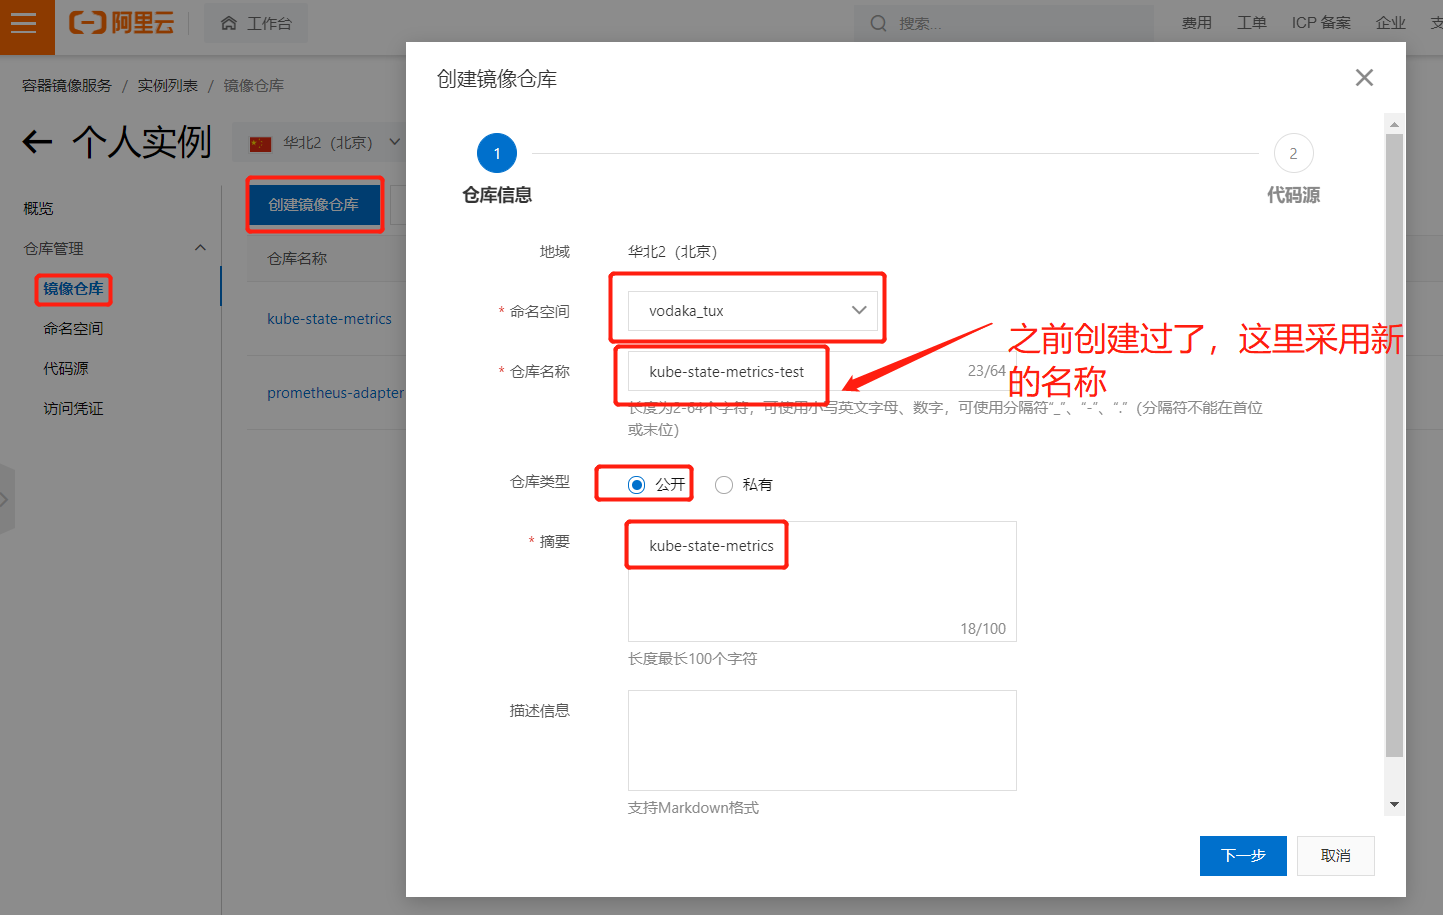 阿里云
工作台
搜索...
费用
工单
ICP 备案
企业
支
容器镜像服务 / 实例列表 / 镜像仓库
个人实例
华北2（北京）
概览
仓库管理
镜像仓库
命名空间
代码源
访问凭证
创建镜像仓库
仓库名称
kube-state-metrics
prometheus-adapter
创建镜像仓库
1
仓库信息
2
代码源
地域
华北2（北京）
* 命名空间
vodaka_tux
* 仓库名称
kube-state-metrics-test
23/64
之前创建过了，这里采用新
的名称
长度为2-64个字符，可使用小写英文字母、数字，可使用分隔符“_”、“-”、“.”（分隔符不能在首位
或末位）
仓库类型
公开
私有
* 摘要
kube-state-metrics
18/100
长度最长100个字符
描述信息
支持Markdown格式
下一步
取消